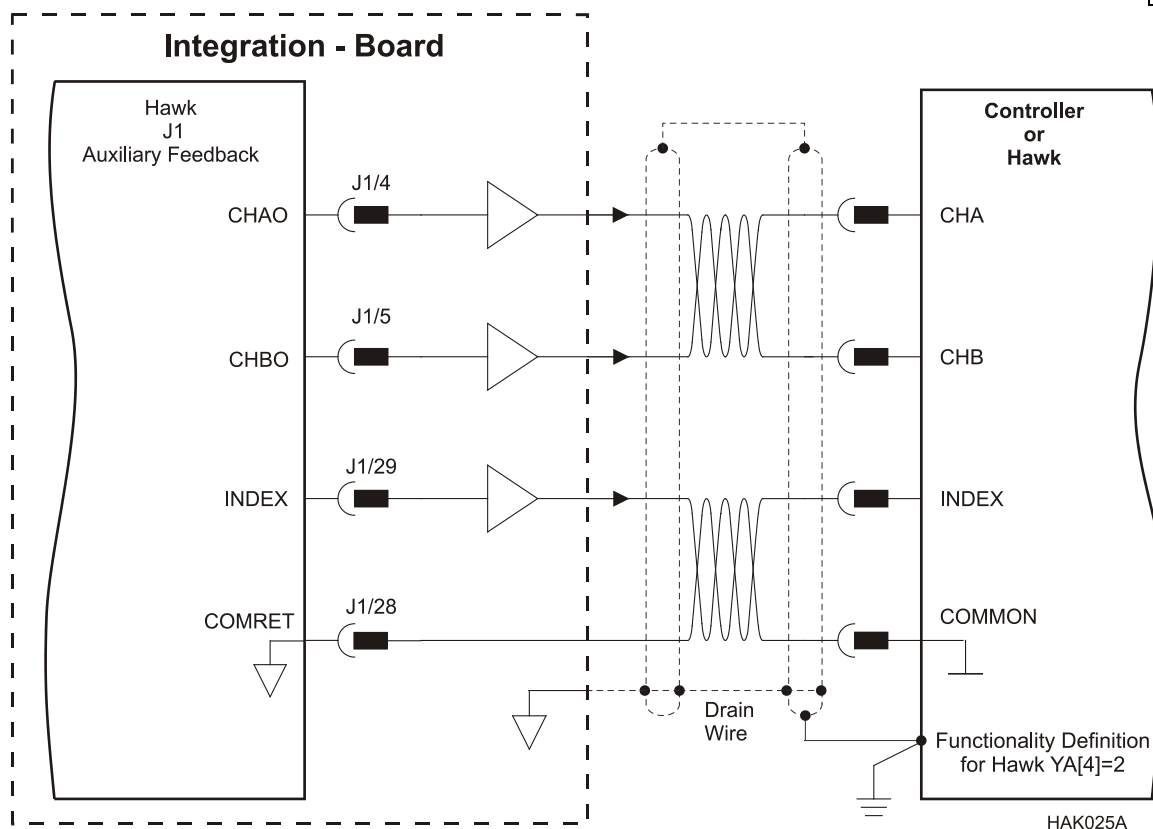 Integration - Board
Hawk
J1
Auxiliary Feedback
Controller
or
Hawk
J1/4
CHAO
CHA
J1/5
CHBO
CHB
J1/29
INDEX
INDEX
J1/28
COMRET
COMMON
Drain
Wire
Functionality Definition
for Hawk YA[4]=2
HAK025A